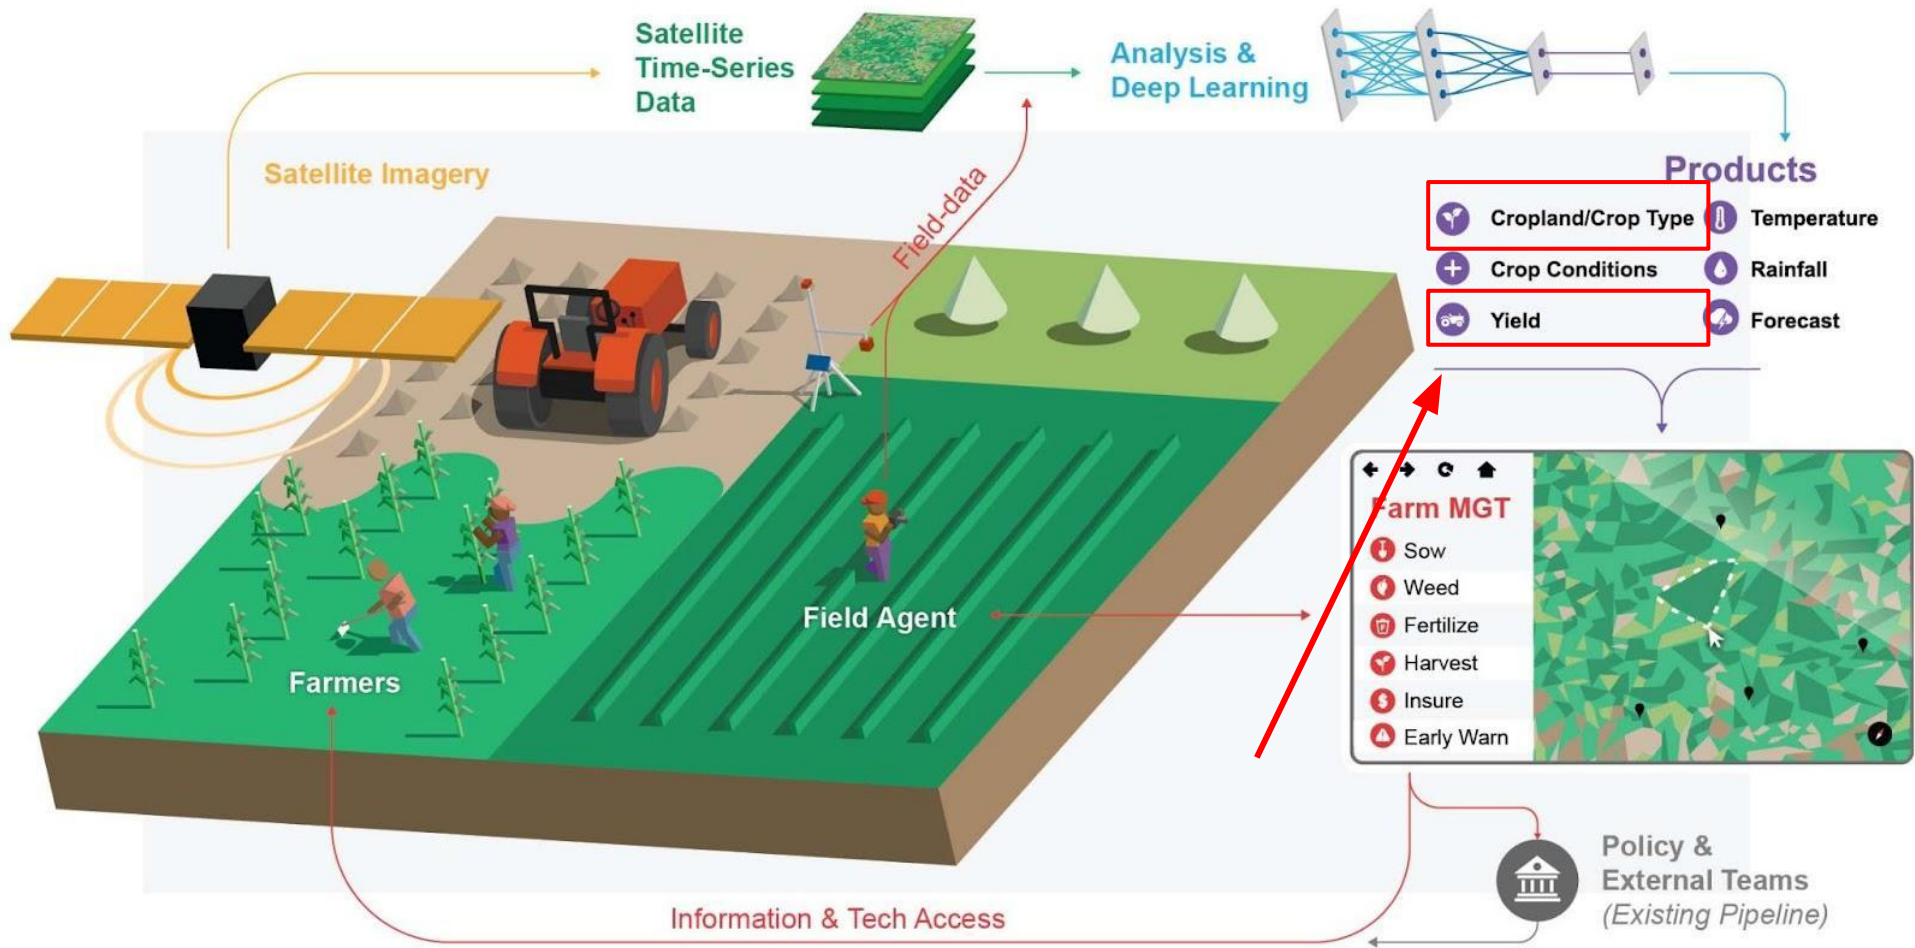 Satellite
Time-Series
Data
Analysis &
Deep Learning
Satellite Imagery
Field-data
Products
Cropland/Crop Type
Temperature
Crop Conditions
Rainfall
Yield
Forecast
Farm MGT
Sow
Weed
Fertilize
Harvest
Insure
Early Warn
Field Agent
Farmers
Information & Tech Access
Policy &
External Teams
(Existing Pipeline)